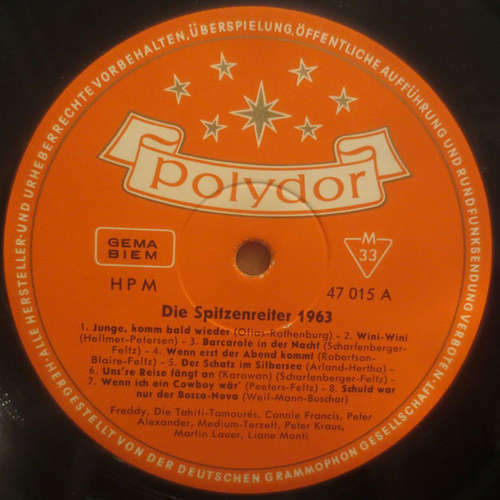 ALLE HERSTELLER- UND URHEBERRECHTE VORBEHALTEN, ÜBERSPIELUNG, ÖFFENTLICHE AUFFÜHRUNG UND RUNDFUNKSENDUNG VERBOTEN
polydor
GEMA
BIEM
HPM
M
33
47 015 A
Die Spitzenreiter 1963
1. Junge, komm bald wieder (Olias-Rothenburg) - 2. Wini-Wini
(Hellmer-Petersen) - 3. Barcarole in der Nacht (Scharfenberger-
Feltz) - 4. Wenn erst der Abend kommt (Robertson-
Blaire-Feltz) - 5. Der Schatz im Silbersee (Arland-Hertha) -
6. Uns're Reise fängt an (Karawan) (Scharfenberger-Feltz) -
7. Wenn ich ein Cowboy wär' (Peeters-Feltz) - 8. Schuld war
nur der Bossa-Nova (Weil-Mann-Buschor)
Freddy, Die Tahiti-Tamourés, Connie Francis, Peter
Alexander, Medium-Terzett, Peter Kraus,
Martin Lauer, Liane Monti
HERGESTELLT VON DER DEUTSCHEN GRAMMOPHON GESELLSCHAFT